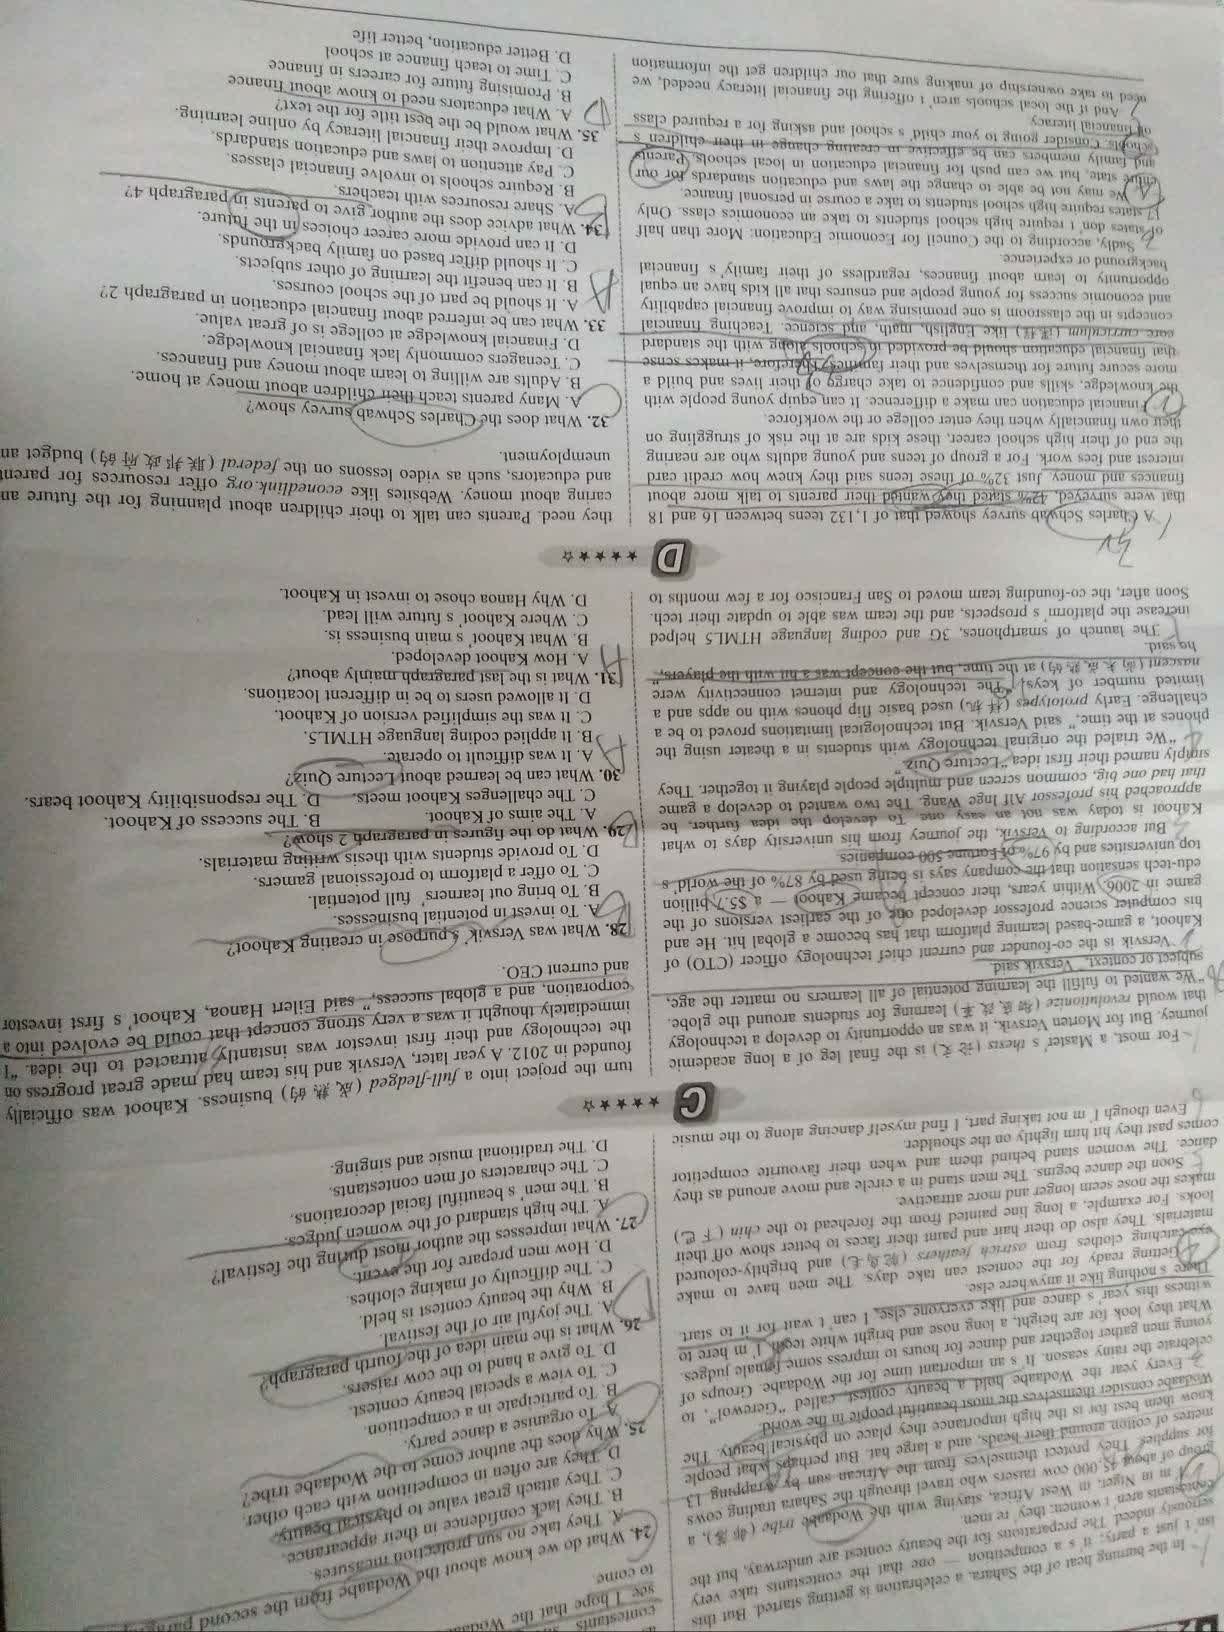 B2
In the burning heat of the Sahara, a celebration is getting started. But this
isn't just a party: it's a competition — one that the contestants take very
seriously indeed. The preparations for the beauty contest are underway, but the
contestants aren't women; they're men.
I'm in Niger, in West Africa, staying with the Wodaabe tribe (部落), a
group of about 45,000 cow raisers who travel through the Sahara trading cows
for supplies. They protect themselves from the African sun by wrapping 13
metres of cotton around their heads, and a large hat. But perhaps what people
know them best for is the high importance they place on physical beauty. The
Wodaabe consider themselves the most beautiful people in the world.
Every year the Wodaabe hold a beauty contest, called "Gerewol", to
celebrate the rainy season. It's an important time for the Wodaabe. Groups of
young men gather together and dance for hours to impress some female judges.
What they look for are height, a long nose and bright white teeth. I'm here to
witness this year's dance and like everyone else, I can't wait for it to start.
There's nothing like it anywhere else.
Getting ready for the contest can take days. The men have to make
eye-catching clothes from ostrich feathers (鸵鸟毛) and brightly-coloured
materials. They also do their hair and paint their faces to better show off their
looks. For example, a long line painted from the forehead to the chin (下巴)
makes the nose seem longer and more attractive.
Soon the dance begins. The men stand in a circle and move around as they
dance. The women stand behind them and when their favourite competitor
comes past they hit him lightly on the shoulder.
Even though I'm not taking part, I find myself dancing along to the music
contestants
see. I hope that the Wodaabe
to come
24. What do we know about the Wodaabe from the second paragraph
A. They take no sun protection measures.
B. They lack confidence in their appearance.
C. They attach great value to physical beauty.
D. They are often in competition with each other.
25. Why does the author come to the Wodaabe tribe?
A. To organise a dance party.
B. To participate in a competition.
C. To view a special beauty contest.
D. To give a hand to the cow raisers.
26. What is the main idea of the fourth paragraph?
A. The joyful air of the festival.
B. Why the beauty contest is held.
C. The difficulty of making clothes.
D. How men prepare for the event.
27. What impresses the author most during the festival?
A. The high standard of the women judges.
B. The men's beautiful facial decorations.
C. The characters of men contestants.
D. The traditional music and singing.
C ★★★★☆
For most, a Master's thesis (论文) is the final leg of a long academic
journey. But for Morten Versvik, it was an opportunity to develop a technology
that would revolutionize (彻底改革) learning for students around the globe.
"We wanted to fulfill the learning potential of all learners no matter the age,
subject or context," Versvik said.
Versvik is the co-founder and current chief technology officer (CTO) of
Kahoot, a game-based learning platform that has become a global hit. He and
his computer science professor developed one of the earliest versions of the
game in 2006. Within years, their concept became Kahoot — a $5.7 billion
edu-tech sensation that the company says is being used by 87% of the world's
top universities and by 97% of Fortune 500 companies.
But according to Versvik, the journey from his university days to what
Kahoot is today was not an easy one. To develop the idea further, he
approached his professor Alf Inge Wang. The two wanted to develop a game
that had one big, common screen and multiple people playing it together. They
simply named their first idea "Lecture Quiz".
"We trialed the original technology with students in a theater using the
phones at the time," said Versvik. But technological limitations proved to be a
challenge. Early prototypes (样机) used basic flip phones with no apps and a
limited number of keys. "The technology and internet connectivity were
nascent (尚未成熟的) at the time, but the concept was a hit with the players,"
he said.
The launch of smartphones, 3G and coding language HTML5 helped
increase the platform's prospects, and the team was able to update their tech.
Soon after, the co-founding team moved to San Francisco for a few months to
turn the project into a full-fledged (成熟的) business. Kahoot was officially
founded in 2012. A year later, Versvik and his team had made great progress on
the technology and their first investor was instantly attracted to the idea. "I
immediately thought it was a very strong concept that could be evolved into a
corporation, and a global success," said Eilert Hanoa, Kahoot's first investor
and current CEO.
28. What was Versvik's purpose in creating Kahoot?
A. To invest in potential businesses.
B. To bring out learners' full potential.
C. To offer a platform to professional gamers.
D. To provide students with thesis writing materials.
29. What do the figures in paragraph 2 show?
A. The aims of Kahoot. B. The success of Kahoot.
C. The challenges Kahoot meets. D. The responsibility Kahoot bears.
30. What can be learned about Lecture Quiz?
A. It was difficult to operate.
B. It applied coding language HTML5.
C. It was the simplified version of Kahoot.
D. It allowed users to be in different locations.
31. What is the last paragraph mainly about?
A. How Kahoot developed.
B. What Kahoot's main business is.
C. Where Kahoot's future will lead.
D. Why Hanoa chose to invest in Kahoot.
D ★★★★☆
A Charles Schwab survey showed that of 1,132 teens between 16 and 18
that were surveyed, 42% stated they wanted their parents to talk more about
finances and money. Just 32% of these teens said they knew how credit card
interest and fees work. For a group of teens and young adults who are nearing
the end of their high school career, these kids are at the risk of struggling on
their own financially when they enter college or the workforce.
Financial education can make a difference. It can equip young people with
the knowledge, skills and confidence to take charge of their lives and build a
more secure future for themselves and their families. Therefore, it makes sense
that financial education should be provided in schools along with the standard
core curriculum (课程) like English, math, and science. Teaching financial
concepts in the classroom is one promising way to improve financial capability
and economic success for young people and ensures that all kids have an equal
opportunity to learn about finances, regardless of their family's financial
background or experience.
Sadly, according to the Council for Economic Education: More than half
of states don't require high school students to take an economics class. Only
17 states require high school students to take a course in personal finance.
We may not be able to change the laws and education standards for our
entire state, but we can push for financial education in local schools. Parents
and family members can be effective in creating change in their children's
schools. Consider going to your child's school and asking for a required class
of financial literacy.
And if the local schools aren't offering the financial literacy needed, we
need to take ownership of making sure that our children get the information
they need. Parents can talk to their children about planning for the future an
caring about money. Websites like econedlink.org offer resources for parent
and educators, such as video lessons on the federal (联邦政府的) budget an
unemployment.
32. What does the Charles Schwab survey show?
A. Many parents teach their children about money at home.
B. Adults are willing to learn about money and finances.
C. Teenagers commonly lack financial knowledge.
D. Financial knowledge at college is of great value.
33. What can be inferred about financial education in paragraph 2?
A. It should be part of the school courses.
B. It can benefit the learning of other subjects.
C. It should differ based on family backgrounds.
D. It can provide more career choices in the future.
34. What advice does the author give to parents in paragraph 4?
A. Share resources with teachers.
B. Require schools to involve financial classes.
C. Pay attention to laws and education standards.
D. Improve their financial literacy by online learning.
35. What would be the best title for the text?
A. What educators need to know about finance
B. Promising future for careers in finance
C. Time to teach finance at school
D. Better education, better life